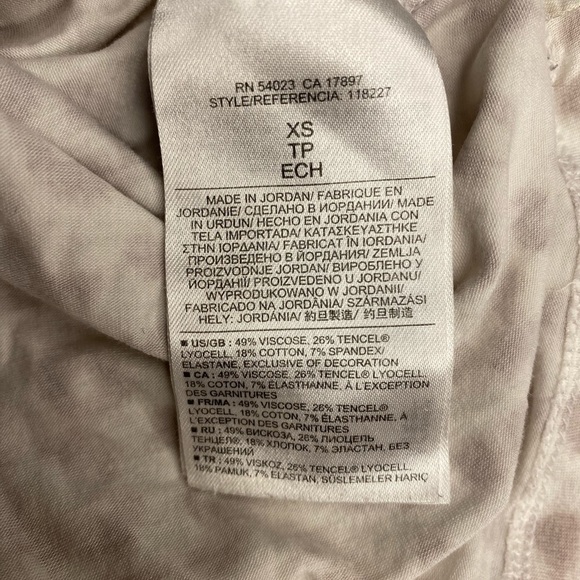 RN 54023 CA 17897
STYLE/REFERENCIA: 118227
XS
TP
ECH
MADE IN JORDAN/ FABRIQUE EN
JORDANIE/ СДЕЛАНО В ИОРДАНИИ/ MADE
IN URDUN/ HECHO EN JORDANIA CON
TELA IMPORTADA/ ΚΑΤΑΣΚΕΥΑΣΤΗΚΕ
ΣΤΗΝ ΙΟΡΔΑΝΙΑ/ FABRICAT ÎN IORDANIA/
ПРОИЗВЕДЕНО В ЙОРДАНИЯ/ ZEMLJA
PROIZVODNJE JORDAN/ ВИРОБЛЕНО У
ЙОРДАНІЇ/ PROIZVEDENO U JORDANU/
WYPRODUKOWANO W JORDANII/
FABRICADO NA JORDÂNIA/ SZÁRMAZÁSI
HELY: JORDÁNIA/ 約旦製造/ 约旦制造
■ US/GB : 49% VISCOSE, 26% TENCEL®
LYOCELL, 18% COTTON, 7% SPANDEX/
ELASTANE, EXCLUSIVE OF DECORATION
■ CA : 49% VISCOSE, 26% TENCEL® LYOCELL,
18% COTON, 7% ÉLASTHANNE, À L'EXCEPTION
DES GARNITURES
■ FR/MA : 49% VISCOSE, 26% TENCEL®
LYOCELL, 18% COTON, 7% ÉLASTHANNE, À
L'EXCEPTION DES GARNITURES
■ RU : 49% ВИСКОЗА, 26% ЛИОЦЕЛЬ
ТЕНЦЕЛ®, 18% ХЛОПОК, 7% ЭЛАСТАН, БЕЗ
УКРАШЕНИЙ
■ TR : 49% VISKOZ, 26% TENCEL® LYOCELL,
18% PAMUK, 7% ELASTAN, SÜSLEMELER HARIÇ